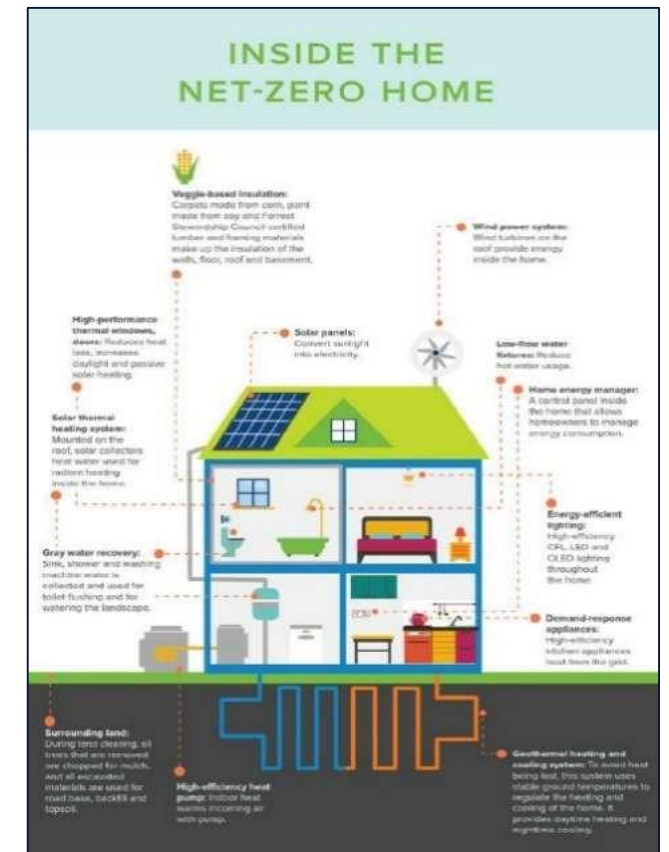 INSIDE THE
NET-ZERO HOME
Veggie-based insulation:
Carpets made from corn, paint
made from soy and Forrest
Stewardship Council certified
lumber and framing materials
make up the insulation of the
walls, floor, roof and basement.
Wind power system:
Wind turbines on the
roof provide energy
inside the home.
High-performance
thermal windows,
doors: Reduces heat
loss, increases
daylight and passive
solar heating.
Solar panels:
Convert sunlight
into electricity.
Low-flow water
fixtures: Reduce
hot water usage.
Home energy manager:
A control panel inside
the home that allows
homeowners to manage
energy consumption.
Solar thermal
heating system:
Mounted on the
roof, solar collectors
heat water used for
radiant heating
inside the home.
Energy-efficient
lighting:
High-efficiency
CFL, LED and
OLED lighting
throughout
the home
Gray water recovery:
Sink, shower and washing
machine water is
collected and used for
toilet flushing and for
watering the landscape.
Demand-response
appliances:
High-efficiency
kitchen appliances
load from the grid.
Surrounding land:
During land clearing, all
trees that are removed
are chopped for mulch,
and all excavated
materials are used for
road base, backfill and
topsoil.
High-efficiency heat
pump: Indoor heat
warms incoming air
with pump.
Geothermal heating and
cooling system: To avoid heat
being lost, this system uses
stable ground temperatures to
regulate the heating and
cooling of the home. It
provides daytime heating and
nighttime cooling.